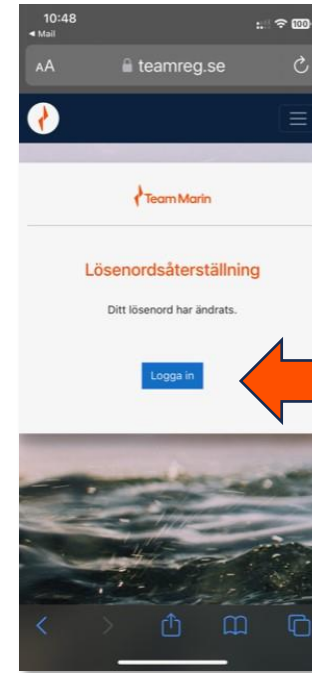 10:48
◀ Mail
100
AA teamreg.se
Team Marin
Lösenordsåterställning
Ditt lösenord har ändrats.
Logga in